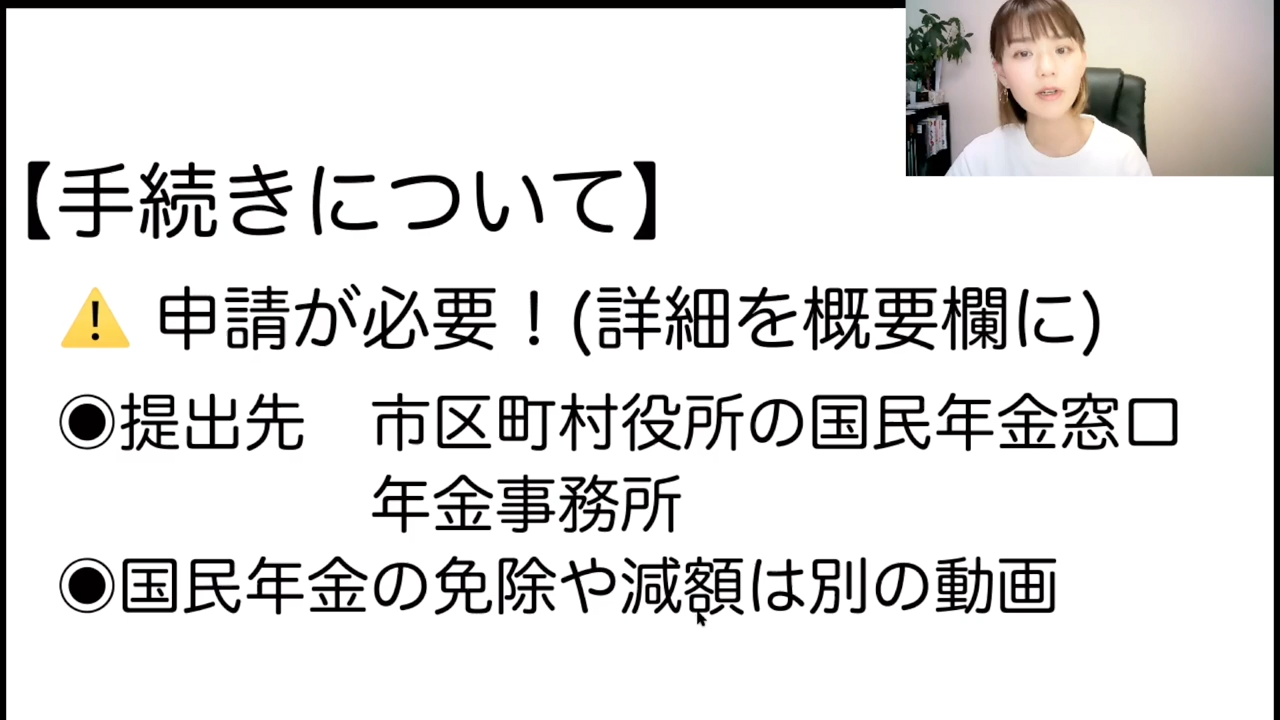 【手続きについて】
⚠️ 申請が必要！(詳細を概要欄に)
◉提出先　市区町村役所の国民年金窓口
年金事務所
◉国民年金の免除や減額は別の動画